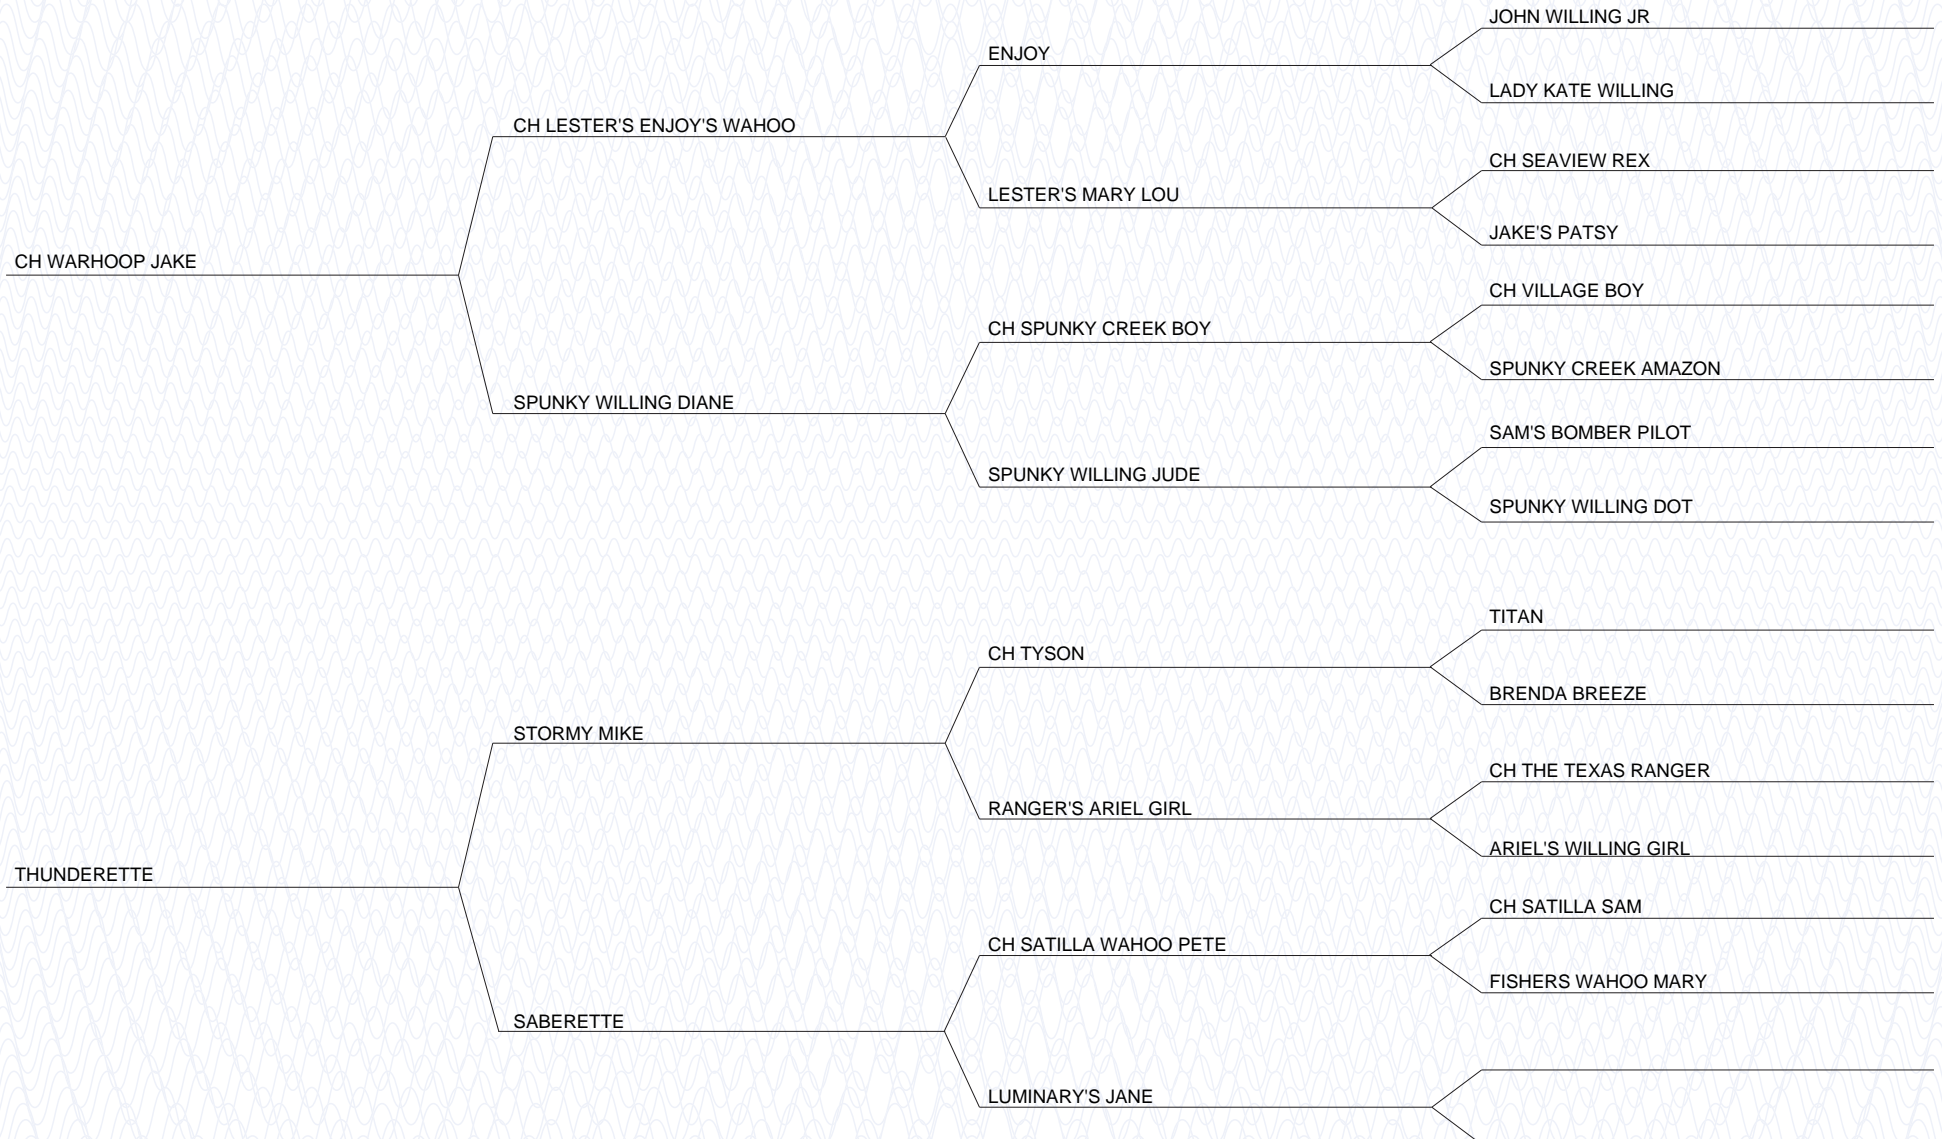 JOHN WILLING JR
ENJOY
LADY KATE WILLING
CH LESTER'S ENJOY'S WAHOO
CH SEAVIEW REX
LESTER'S MARY LOU
JAKE'S PATSY
CH WARHOOP JAKE
CH VILLAGE BOY
CH SPUNKY CREEK BOY
SPUNKY CREEK AMAZON
SPUNKY WILLING DIANE
SAM'S BOMBER PILOT
SPUNKY WILLING JUDE
SPUNKY WILLING DOT
TITAN
CH TYSON
BRENDA BREEZE
STORMY MIKE
CH THE TEXAS RANGER
RANGER'S ARIEL GIRL
ARIEL'S WILLING GIRL
THUNDERETTE
CH SATILLA SAM
CH SATILLA WAHOO PETE
FISHERS WAHOO MARY
SABERETTE
LUMINARY'S JANE